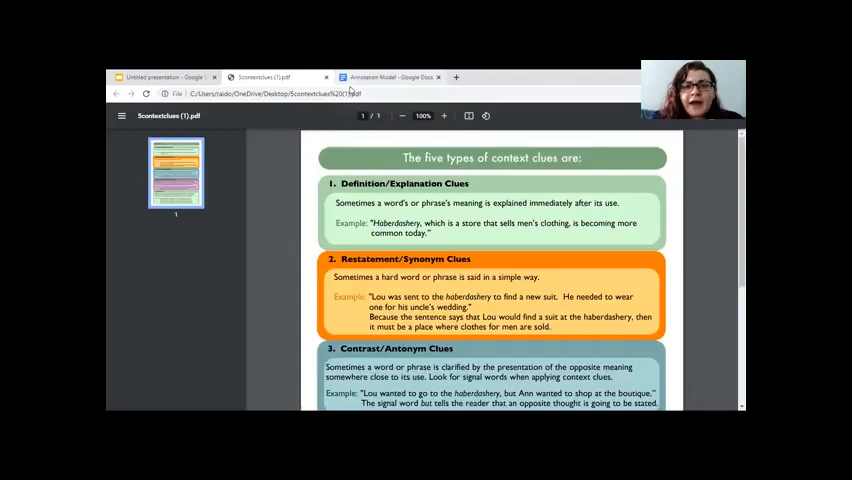 Untitled presentation - Google S
5contextclues (1).pdf
Annotation Model - Google Docs
File
C:/Users/raido/OneDrive/Desktop/5contextclues%20(1).pdf
5contextclues (1).pdf
1 / 1
100%
1
The five types of context clues are:
1. Definition/Explanation Clues
Sometimes a word's or phrase's meaning is explained immediately after its use.
Example: "Haberdashery, which is a store that sells men's clothing, is becoming more
common today."
2. Restatement/Synonym Clues
Sometimes a hard word or phrase is said in a simple way.
Example: "Lou was sent to the haberdashery to find a new suit. He needed to wear
one for his uncle's wedding."
Because the sentence says that Lou would find a suit at the haberdashery, then
it must be a place where clothes for men are sold.
3. Contrast/Antonym Clues
Sometimes a word or phrase is clarified by the presentation of the opposite meaning
somewhere close to its use. Look for signal words when applying context clues.
Example: "Lou wanted to go to the haberdashery, but Ann wanted to shop at the boutique."
The signal word but tells the reader that an opposite thought is going to be stated.